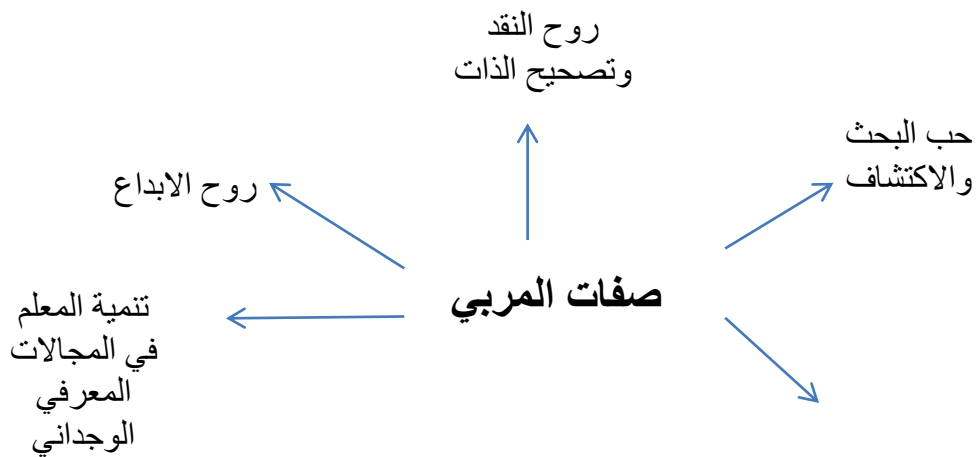 روح النقد
وتصحيح الذات
حب البحث
والاكتشاف
روح الابداع
صفات المربي
تنمية المعلم
في المجالات
المعرفي
الوجداني